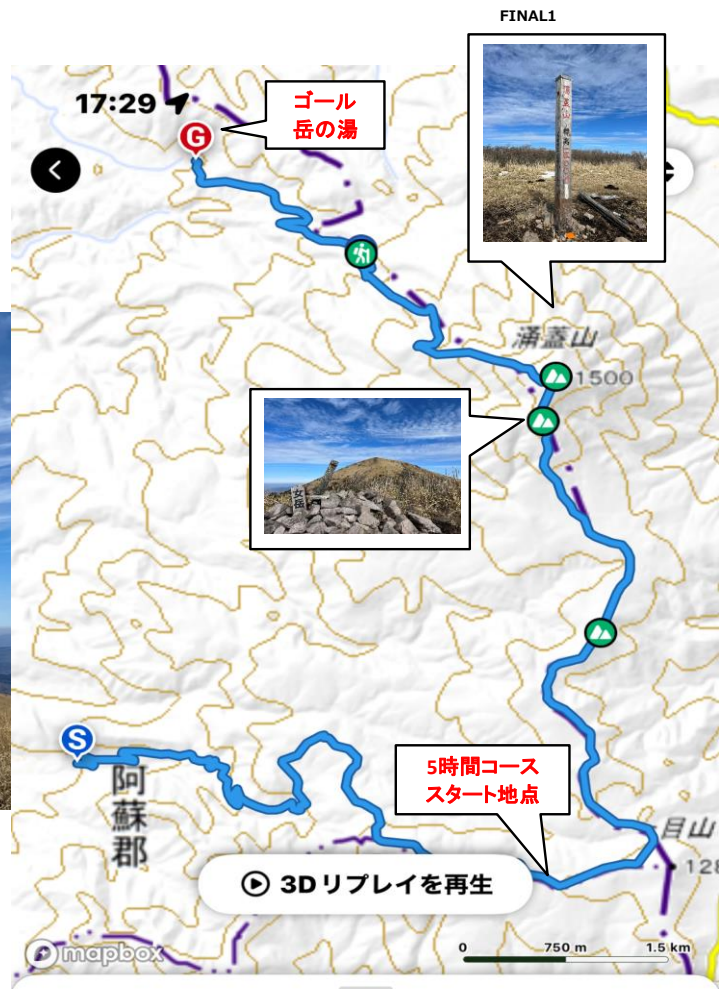 FINAL1
17:29
ゴール
岳の湯
G
涌蓋山
1500
女岳
S
阿蘇郡
5時間コース
スタート地点
目山
128
3Dリプレイを再生
mapbox
0 750 m 1.5 km